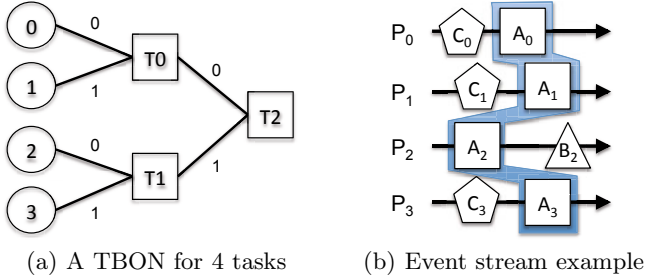 0
0
T0
1
1
0
T2
2
0
T1
1
3
1
P0
C0
A0
P1
C1
A1
P2
A2
B2
P3
C3
A3
(a) A TBON for 4 tasks
(b) Event stream example